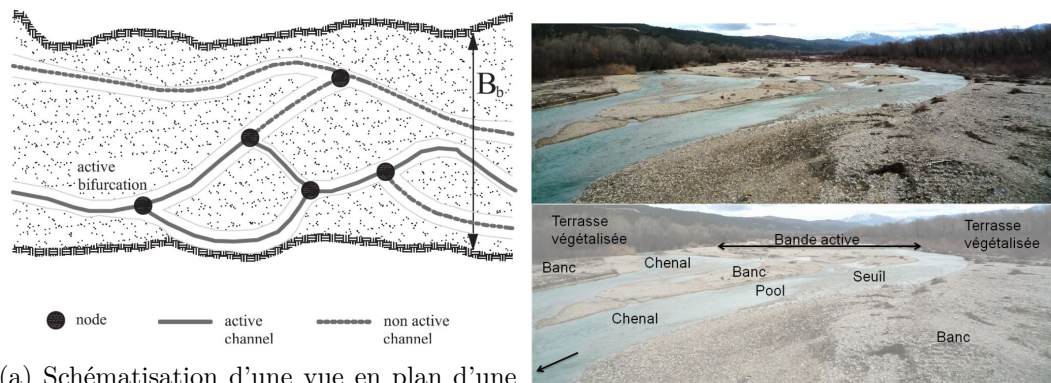 B_b
active
bifurcation
node
active
channel
non active
channel
(a) Schématisation d'une vue en plan d'une
Terrasse
végétalisée
Bande active
Terrasse
végétalisée
Banc
Chenal
Banc
Seuil
Pool
Chenal
Banc